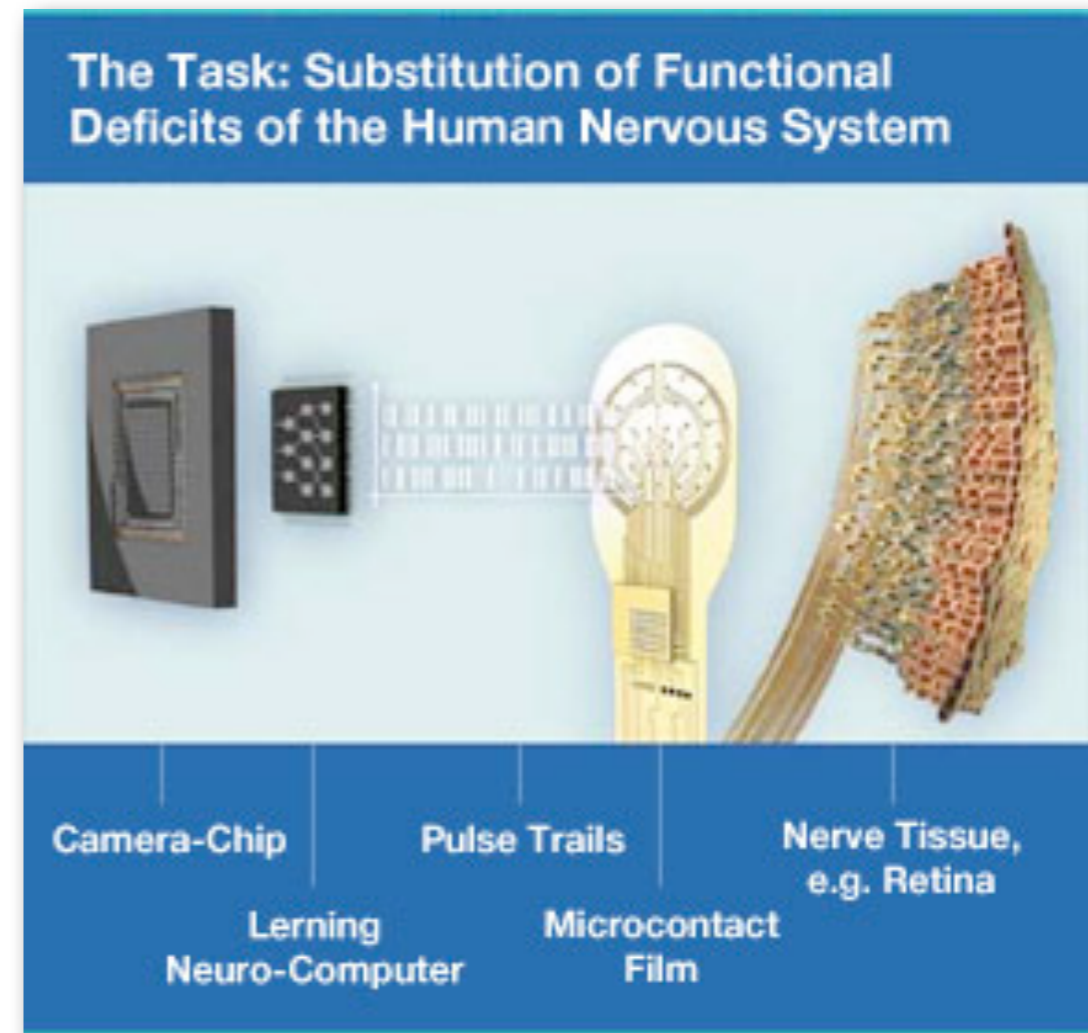 The Task: Substitution of Functional
Deficits of the Human Nervous System
Camera-Chip
Lerning
Neuro-Computer
Pulse Trails
Microcontact
Film
Nerve Tissue,
e.g. Retina